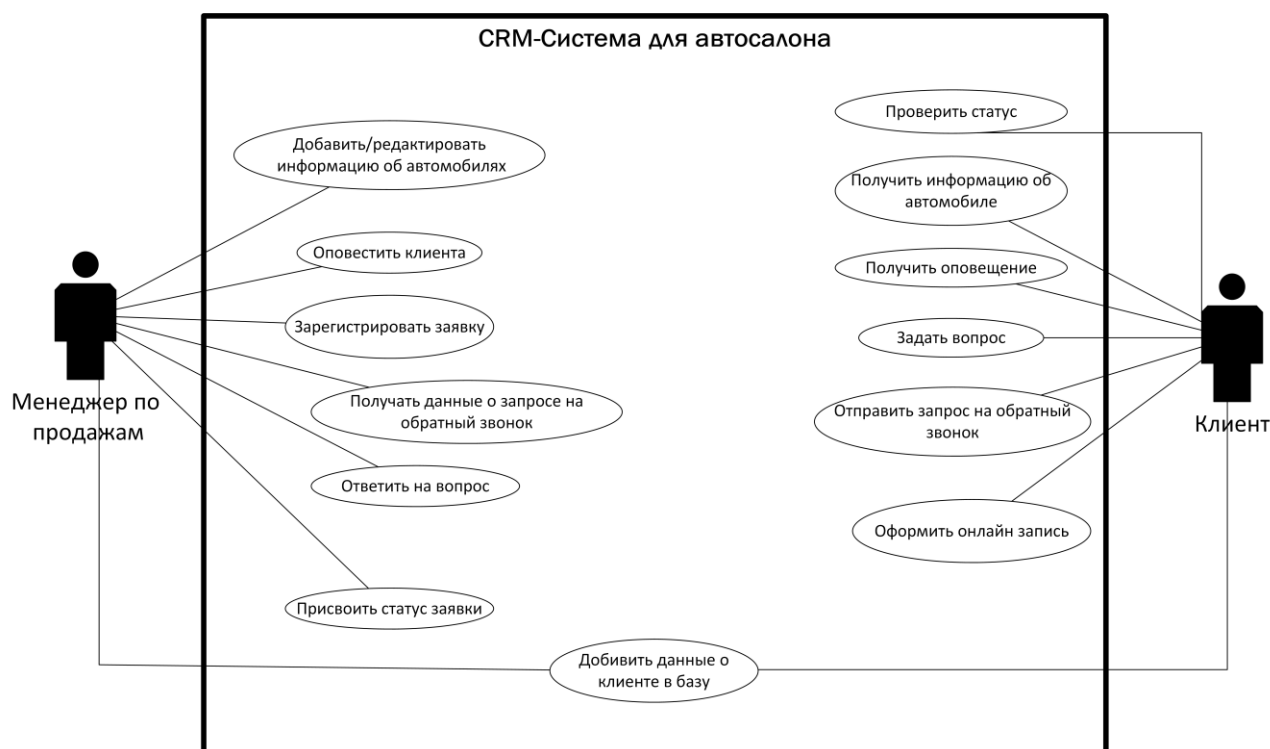 CRM-Система для автосалона
Проверить статус
Добавить/редактировать
информацию об автомобилях
Получить информацию об
автомобиле
Оповестить клиента
Получить оповещение
Зарегистрировать заявку
Задать вопрос
Менеджер по
продажам
Получать данные о запросе на
обратный звонок
Отправить запрос на обратный
звонок
Клиент
Ответить на вопрос
Оформить онлайн запись
Присвоить статус заявки
Добивить данные о
клиенте в базу